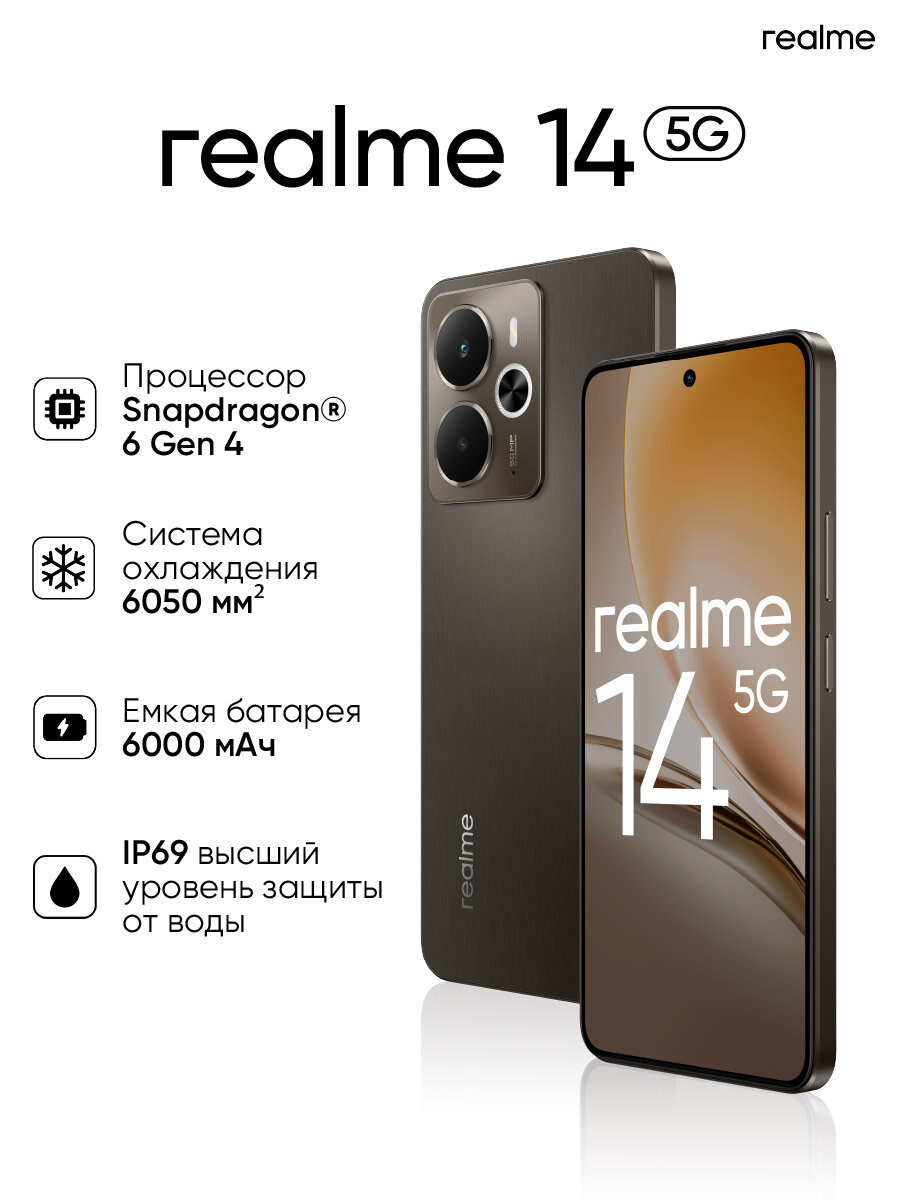 realme
realme 14 5G
Процессор
Snapdragon®
6 Gen 4
Система
охлаждения
6050 мм²
Емкая батарея
6000 мАч
IP69 высший
уровень защиты
от воды
50MP
realme
realme
14 5G